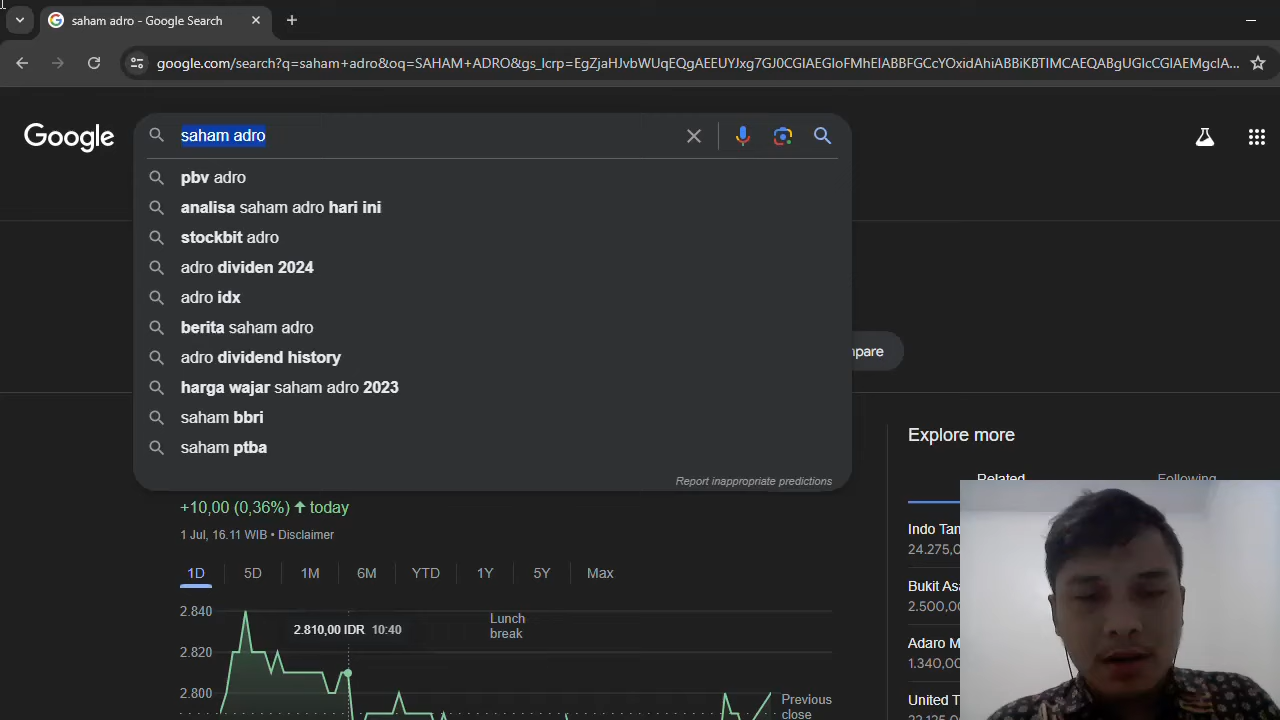 saham adro - Google Search
google.com/search?q=saham+adro&oq=SAHAM+ADRO&gs_lcrp=EgZjaHJvbWUqEQgAEEUYJxg7GJ0CGIAEGIoFMhEIABBFGCcYOxidAhiABBiKBTIMCAEQABgUGIcCGIAEMgcIA...
Google
saham adro
pbv adro
analisa saham adro hari ini
stockbit adro
adro dividen 2024
adro idx
berita saham adro
adro dividend history
harga wajar saham adro 2023
saham bbri
saham ptba
Report inappropriate predictions
mpare
+10,00 (0,36%) ↑ today
1 Jul, 16.11 WIB • Disclaimer
1D 5D 1M 6M YTD 1Y 5Y Max
2.840
2.820
2.800
2.810,00 IDR 10:40
Lunch
break
Previous
close
Explore more
Related Following
Indo Tam
24.275,0
Bukit As
2.500,0
Adaro M
1.340,0
United T